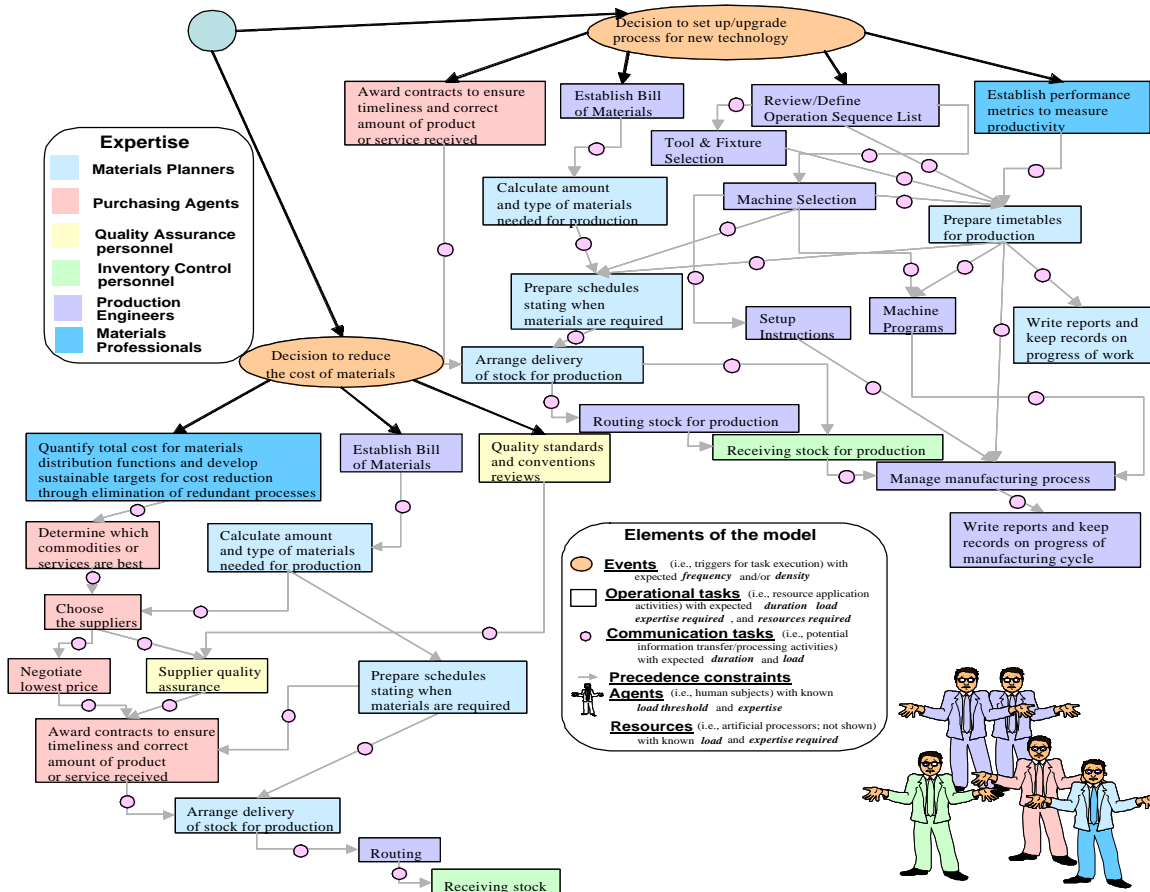 Decision to set up/upgrade
process for new technology
Award contracts to ensure
timeliness and correct
amount of product
or service received
Establish Bill
of Materials
Review/Define
Operation Sequence List
Establish performance
metrics to measure
productivity
Tool & Fixture
Selection
Expertise
Materials Planners
Purchasing Agents
Quality Assurance
personnel
Inventory Control
personnel
Production
Engineers
Materials
Professionals
Calculate amount
and type of materials
needed for production
Machine Selection
Prepare timetables
for production
Prepare schedules
stating when
materials are required
Setup
Instructions
Machine
Programs
Write reports and
keep records on
progress of work
Decision to reduce
the cost of materials
Arrange delivery
of stock for production
Routing stock for production
Receiving stock for production
Manage manufacturing process
Write reports and keep
records on progress of
manufacturing cycle
Quantify total cost for materials
distribution functions and develop
sustainable targets for cost reduction
through elimination of redundant processes
Establish Bill
of Materials
Quality standards
and conventions
reviews
Determine which
commodities or
services are best
Calculate amount
and type of materials
needed for production
Choose
the suppliers
Negotiate
lowest price
Supplier quality
assurance
Prepare schedules
stating when
materials are required
Award contracts to ensure
timeliness and correct
amount of product
or service received
Arrange delivery
of stock for production
Routing
Receiving stock
Elements of the model
Events (i.e., triggers for task execution) with
expected frequency and/or density
Operational tasks (i.e., resource application
activities) with expected duration load
expertise required , and resources required
Communication tasks (i.e., potential
information transfer/processing activities)
with expected duration and load
Precedence constraints
Agents (i.e., human subjects) with known
load threshold and expertise
Resources (i.e., artificial processors; not shown)
with known load and expertise required